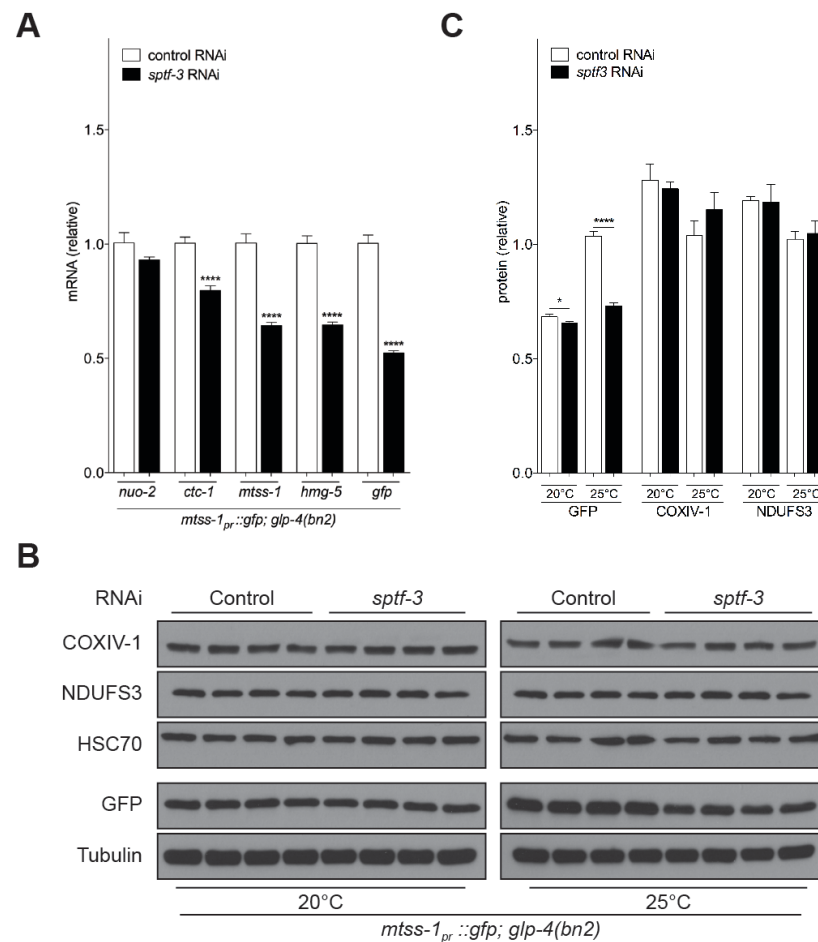 A
control RNAi
sptf-3 RNAi
1.5
1.0
0.5
0.0
mRNA (relative)
****
****
****
****
nuo-2 ctc-1 mtss-1 hmg-5 gfp
mtss-1pr::gfp; glp-4(bn2)
C
control RNAi
sptf3 RNAi
1.5
1.0
0.5
0.0
protein (relative)
*
****
20°C 25°C 20°C 25°C 20°C 25°C
GFP COXIV-1 NDUFS3
B
RNAi Control sptf-3 Control sptf-3
COXIV-1
NDUFS3
HSC70
GFP
Tubulin
20°C 25°C
mtss-1pr ::gfp; glp-4(bn2)